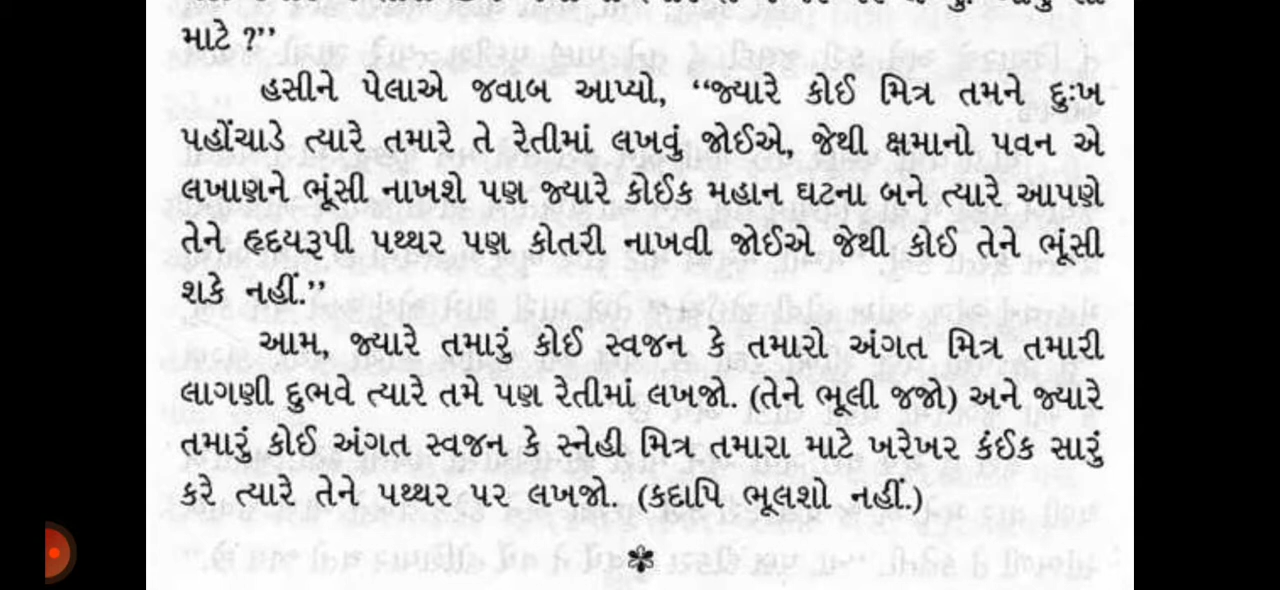 માટે ?”
હસીને પેલાએ જવાબ આપ્યો, “જ્યારે કોઈ મિત્ર તમને દુઃખ
પહોંચાડે ત્યારે તમારે તે રેતીમાં લખવું જોઈએ, જેથી ક્ષમાનો પવન એ
લખાણને ભૂંસી નાખશે પણ જ્યારે કોઈક મહાન ઘટના બને ત્યારે આપણે
તેને હૃદયરૂપી પથ્થર પણ કોતરી નાખવી જોઈએ જેથી કોઈ તેને ભૂંસી
શકે નહીં.”
આમ, જ્યારે તમારું કોઈ સ્વજન કે તમારો અંગત મિત્ર તમારી
લાગણી દુભવે ત્યારે તમે પણ રેતીમાં લખજો. (તેને ભૂલી જજો) અને જ્યારે
તમારું કોઈ અંગત સ્વજન કે સ્નેહી મિત્ર તમારા માટે ખરેખર કંઈક સારું
કરે ત્યારે તેને પથ્થર પર લખજો. (કદાપિ ભૂલશો નહીં.)